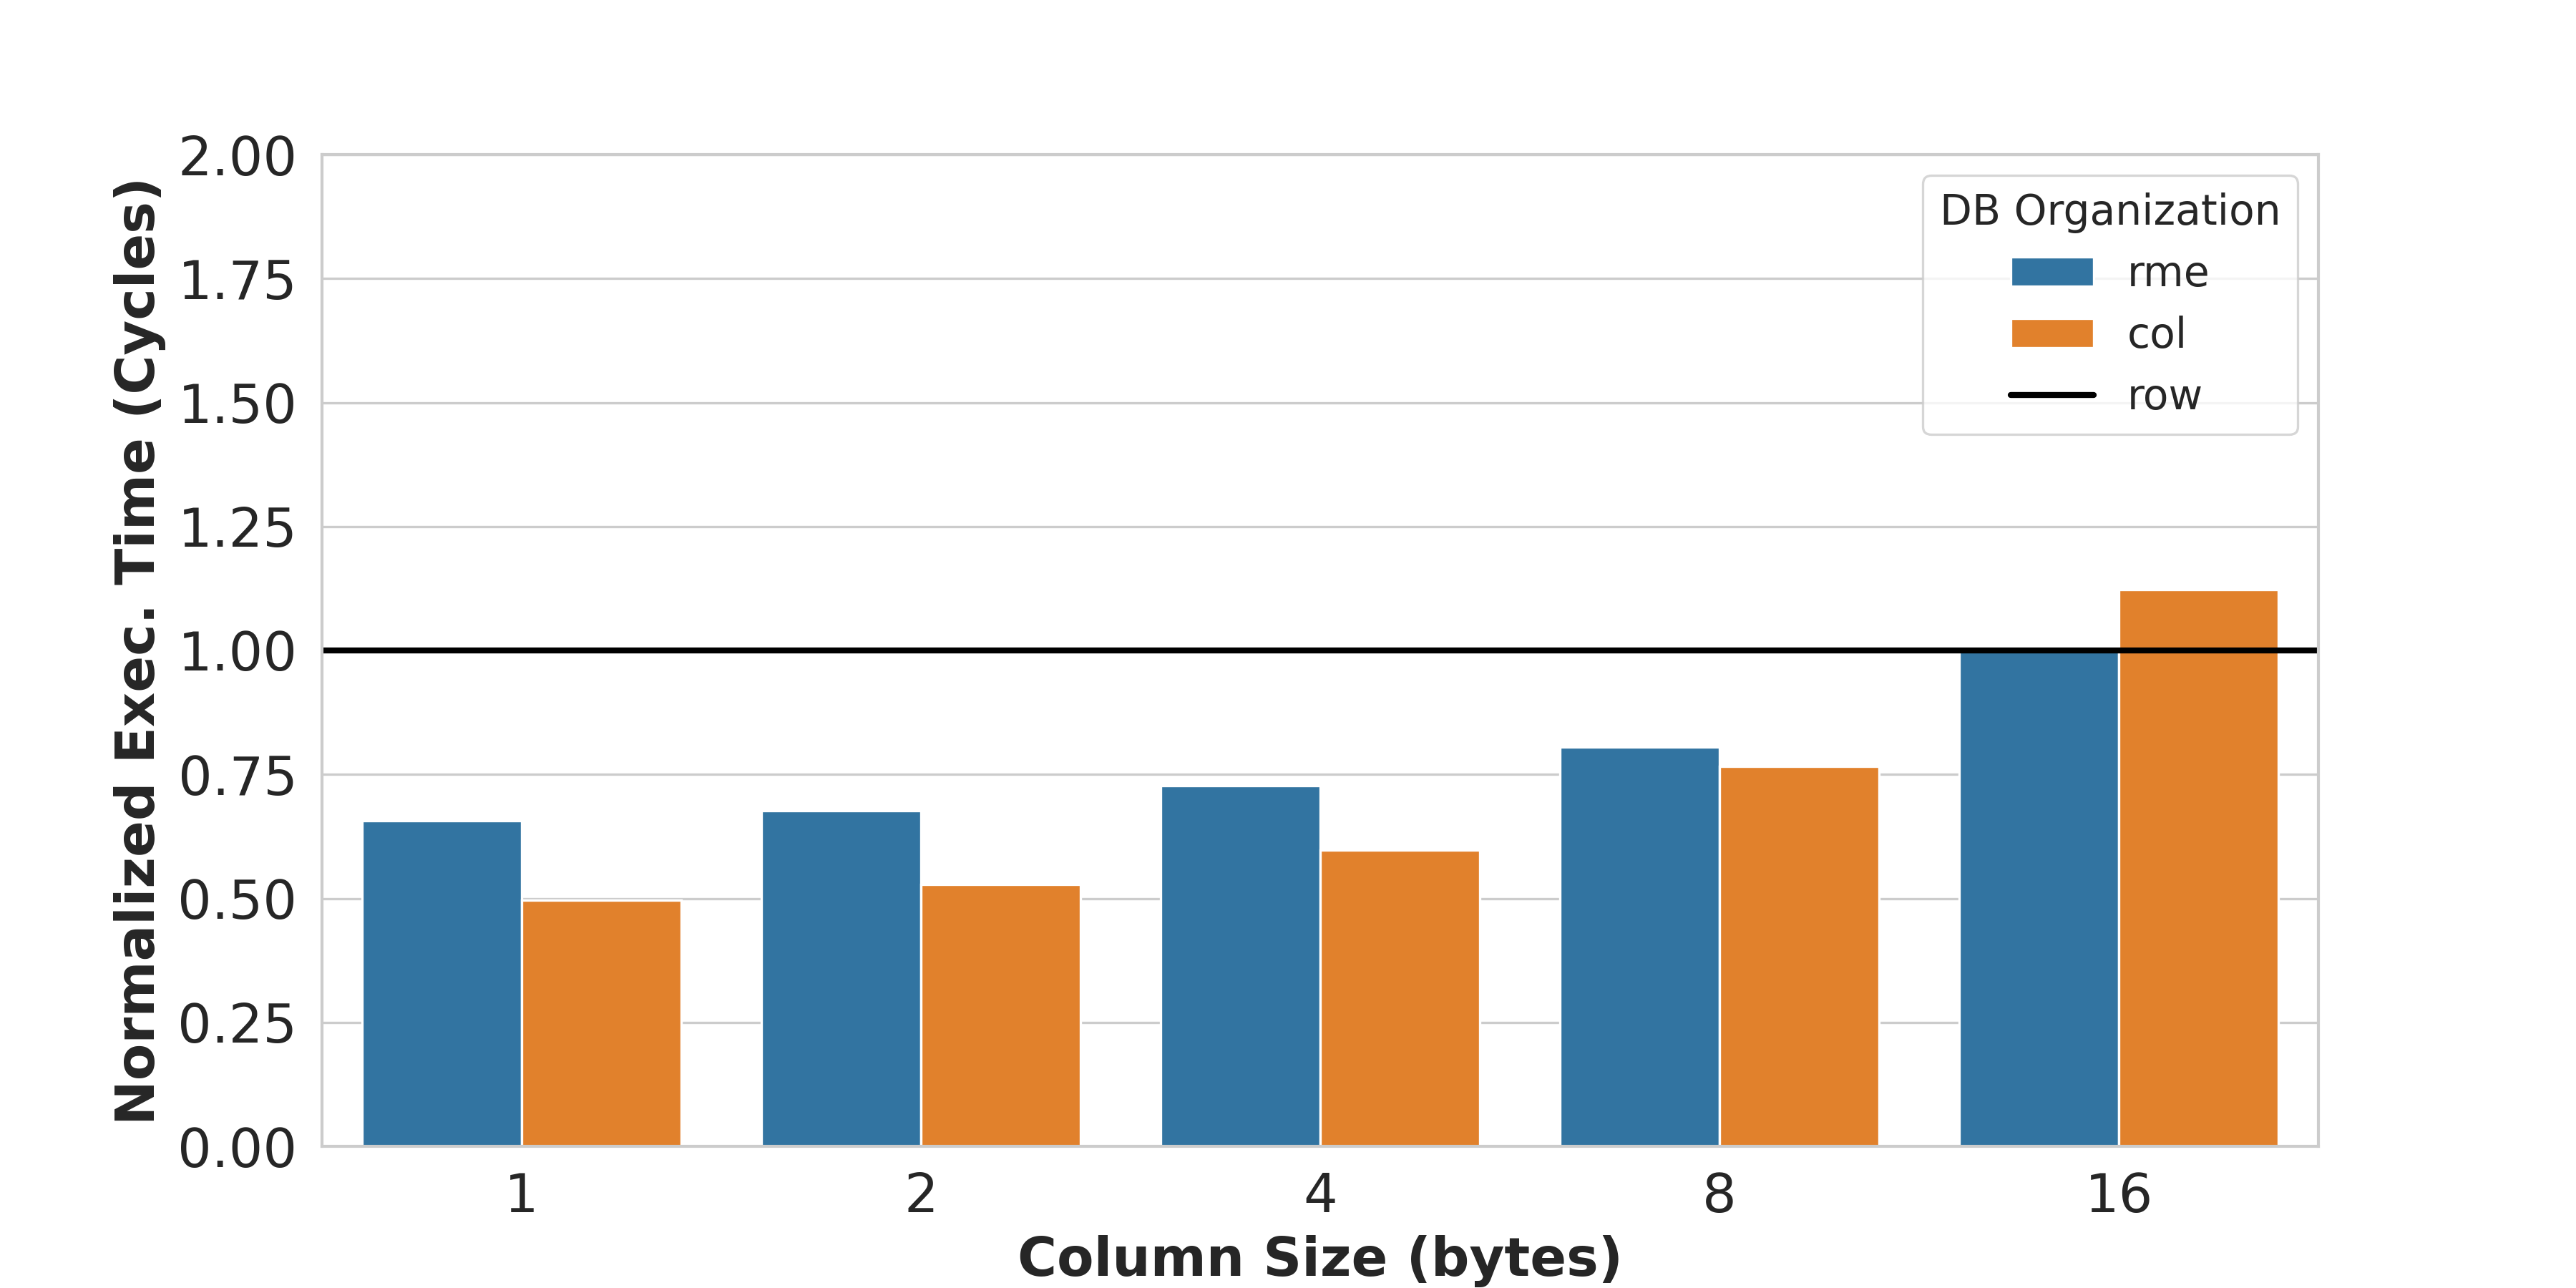 Normalized Exec. Time (Cycles)
2.00
1.75
1.50
1.25
1.00
0.75
0.50
0.25
0.00
DB Organization
rme
col
row
1 2 4 8 16
Column Size (bytes)